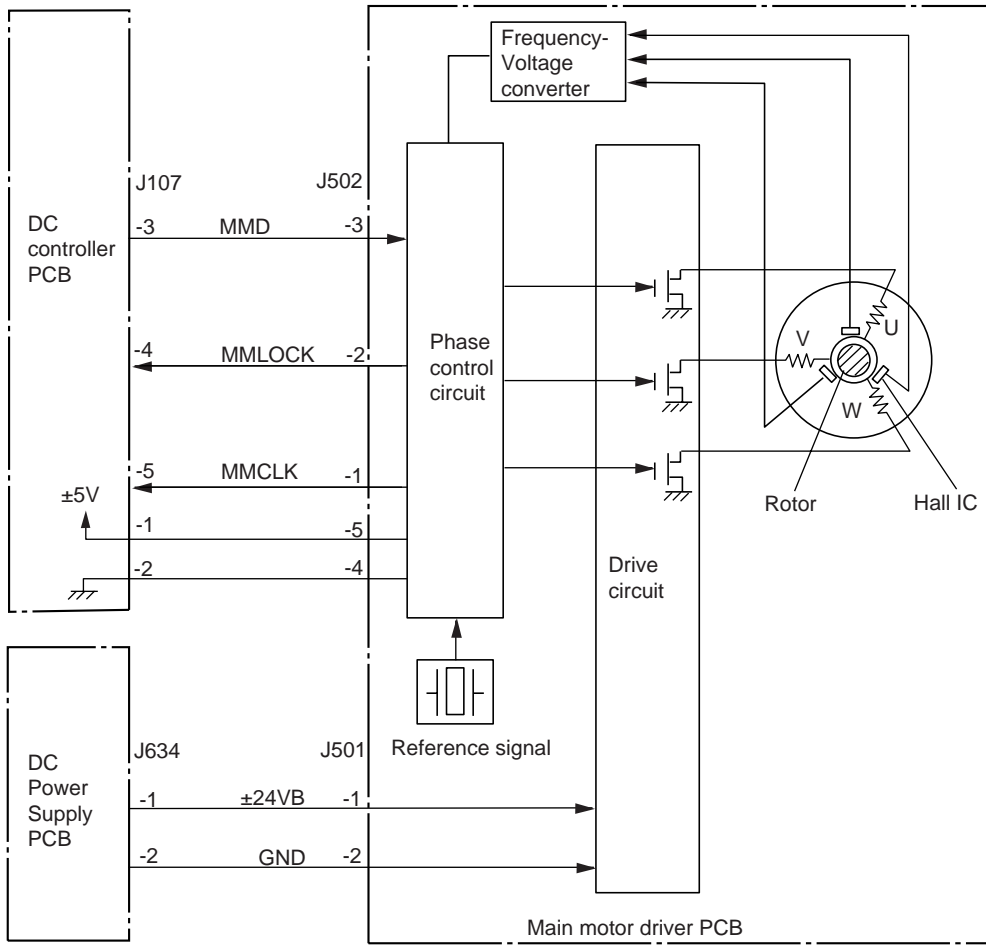 Frequency-
Voltage
converter
J107
J502
DC
controller
PCB
-3
MMD
-3
-4
MMLOCK
-2
Phase
control
circuit
U
V
W
-5
MMCLK
-1
±5V
-1
-5
-2
-4
Rotor
Hall IC
Drive
circuit
Reference signal
J634
J501
DC
Power
Supply
PCB
-1
±24VB
-1
-2
GND
-2
Main motor driver PCB